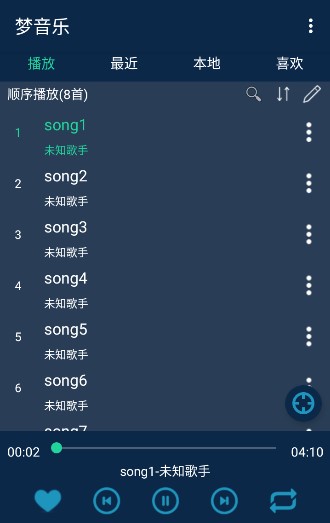 梦音乐
播放 最近 本地 喜欢
顺序播放(8首)
1 song1
未知歌手
2 song2
未知歌手
3 song3
未知歌手
4 song4
未知歌手
5 song5
未知歌手
6 song6
未知歌手
song7
00:02 04:10
song1-未知歌手